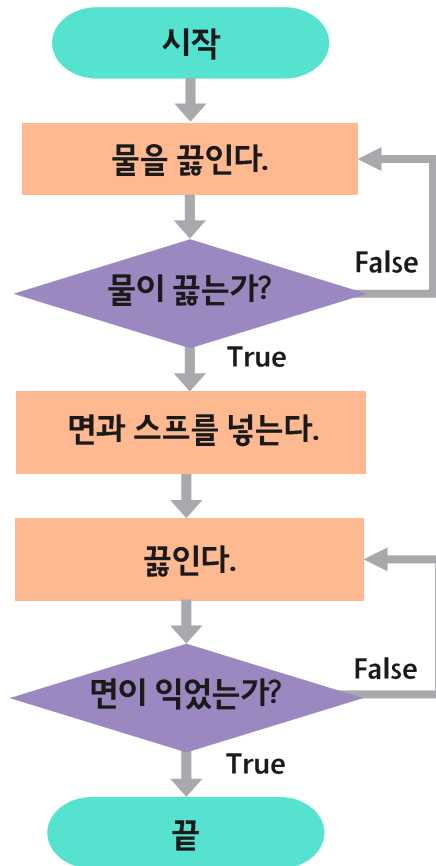 시작
물을 끓인다.
물이 끓는가?
False
True
면과 스프를 넣는다.
끓인다.
면이 익었는가?
False
True
끝